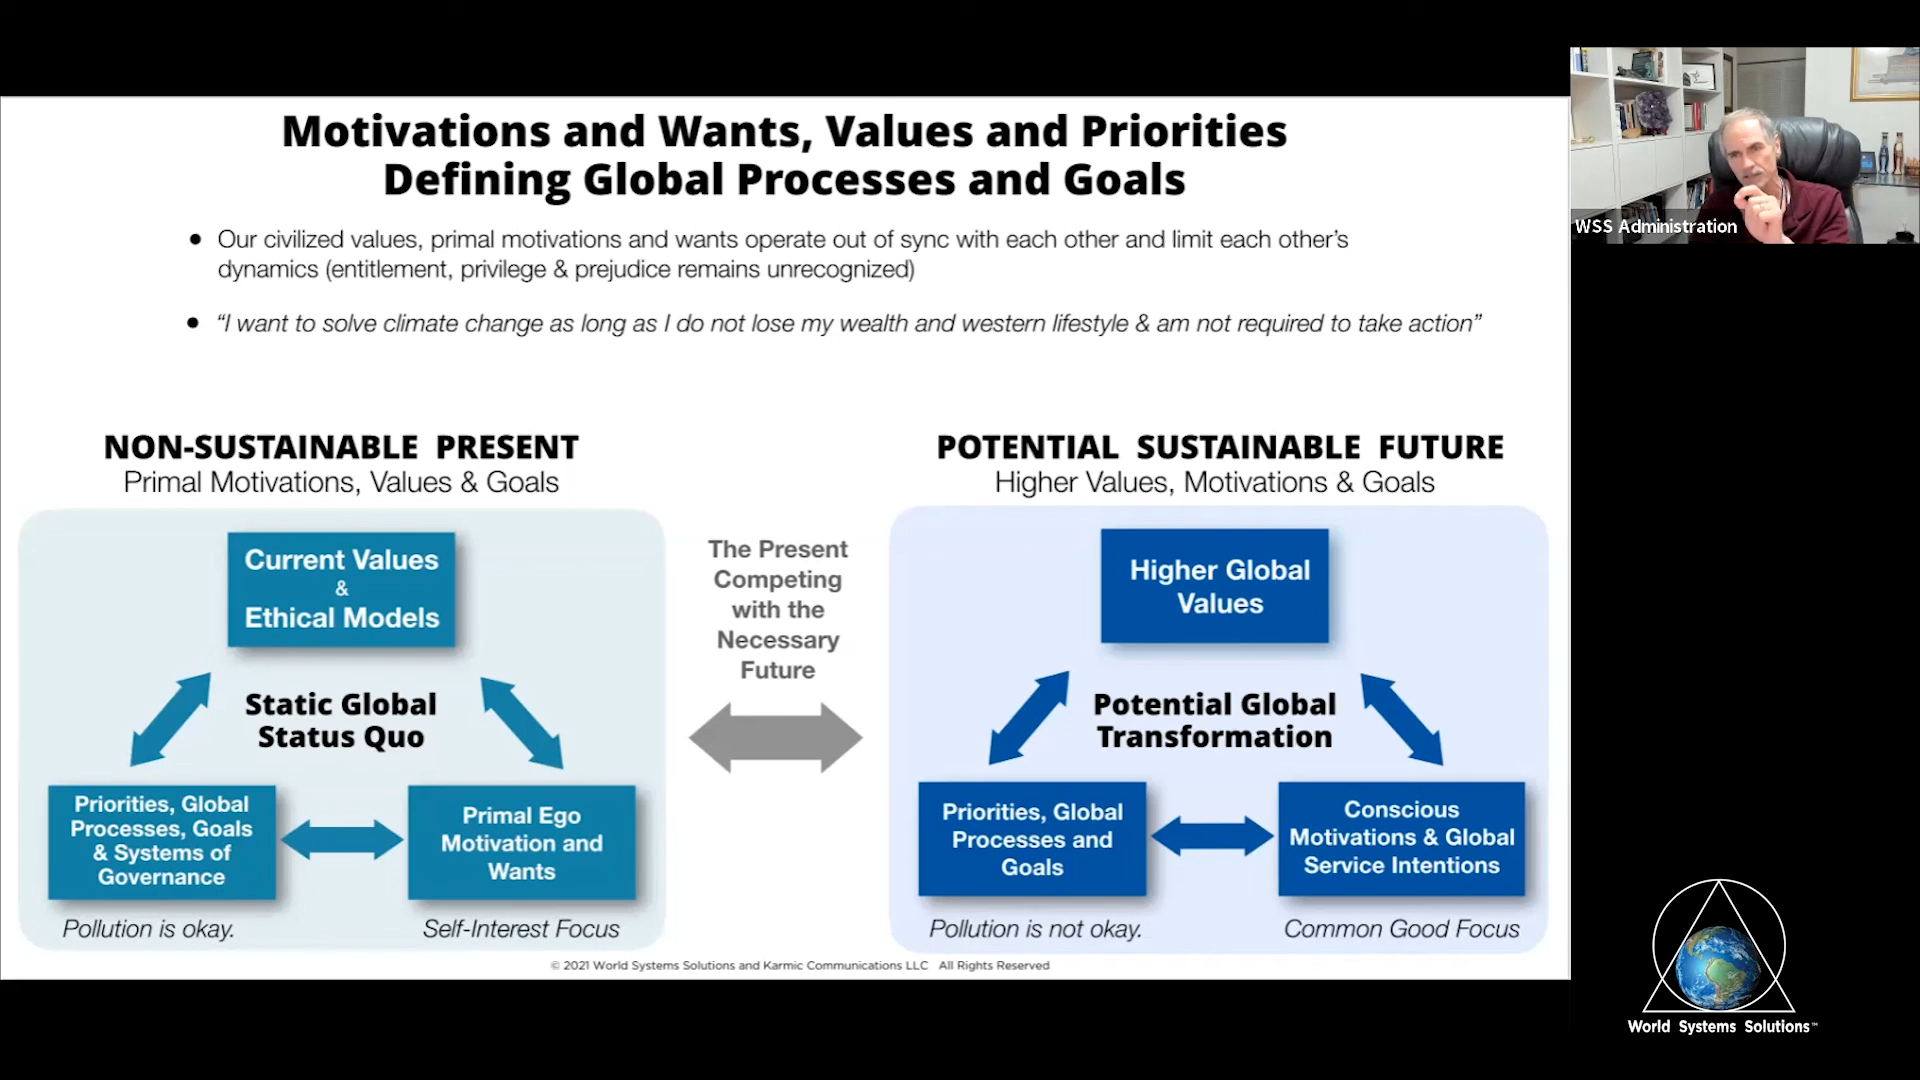 Motivations and Wants, Values and Priorities
Defining Global Processes and Goals
• Our civilized values, primal motivations and wants operate out of sync with each other and limit each other’s
dynamics (entitlement, privilege & prejudice remains unrecognized)
• “I want to solve climate change as long as I do not lose my wealth and western lifestyle & am not required to take action”
NON-SUSTAINABLE PRESENT
Primal Motivations, Values & Goals
Current Values
&
Ethical Models
Static Global
Status Quo
Priorities, Global
Processes, Goals
& Systems of
Governance
Primal Ego
Motivation and
Wants
Pollution is okay.
Self-Interest Focus
The Present
Competing
with the
Necessary
Future
POTENTIAL SUSTAINABLE FUTURE
Higher Values, Motivations & Goals
Higher Global
Values
Potential Global
Transformation
Priorities, Global
Processes and
Goals
Conscious
Motivations & Global
Service Intentions
Pollution is not okay.
Common Good Focus
© 2021 World Systems Solutions and Karmic Communications LLC All Rights Reserved
WSS Administration
World Systems Solutions™